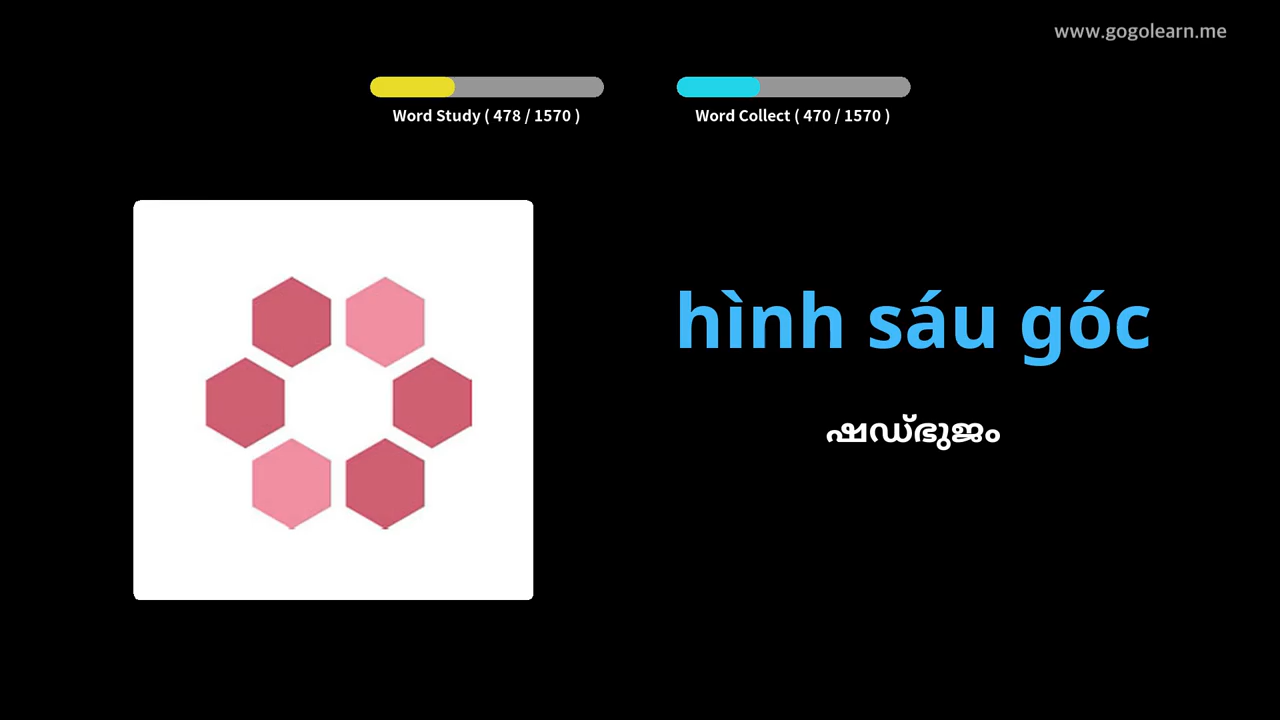 www.gogolearn.me
Word Study ( 478 / 1570 )
Word Collect ( 470 / 1570 )
hình sáu góc
ഷഡ്ഭുജം